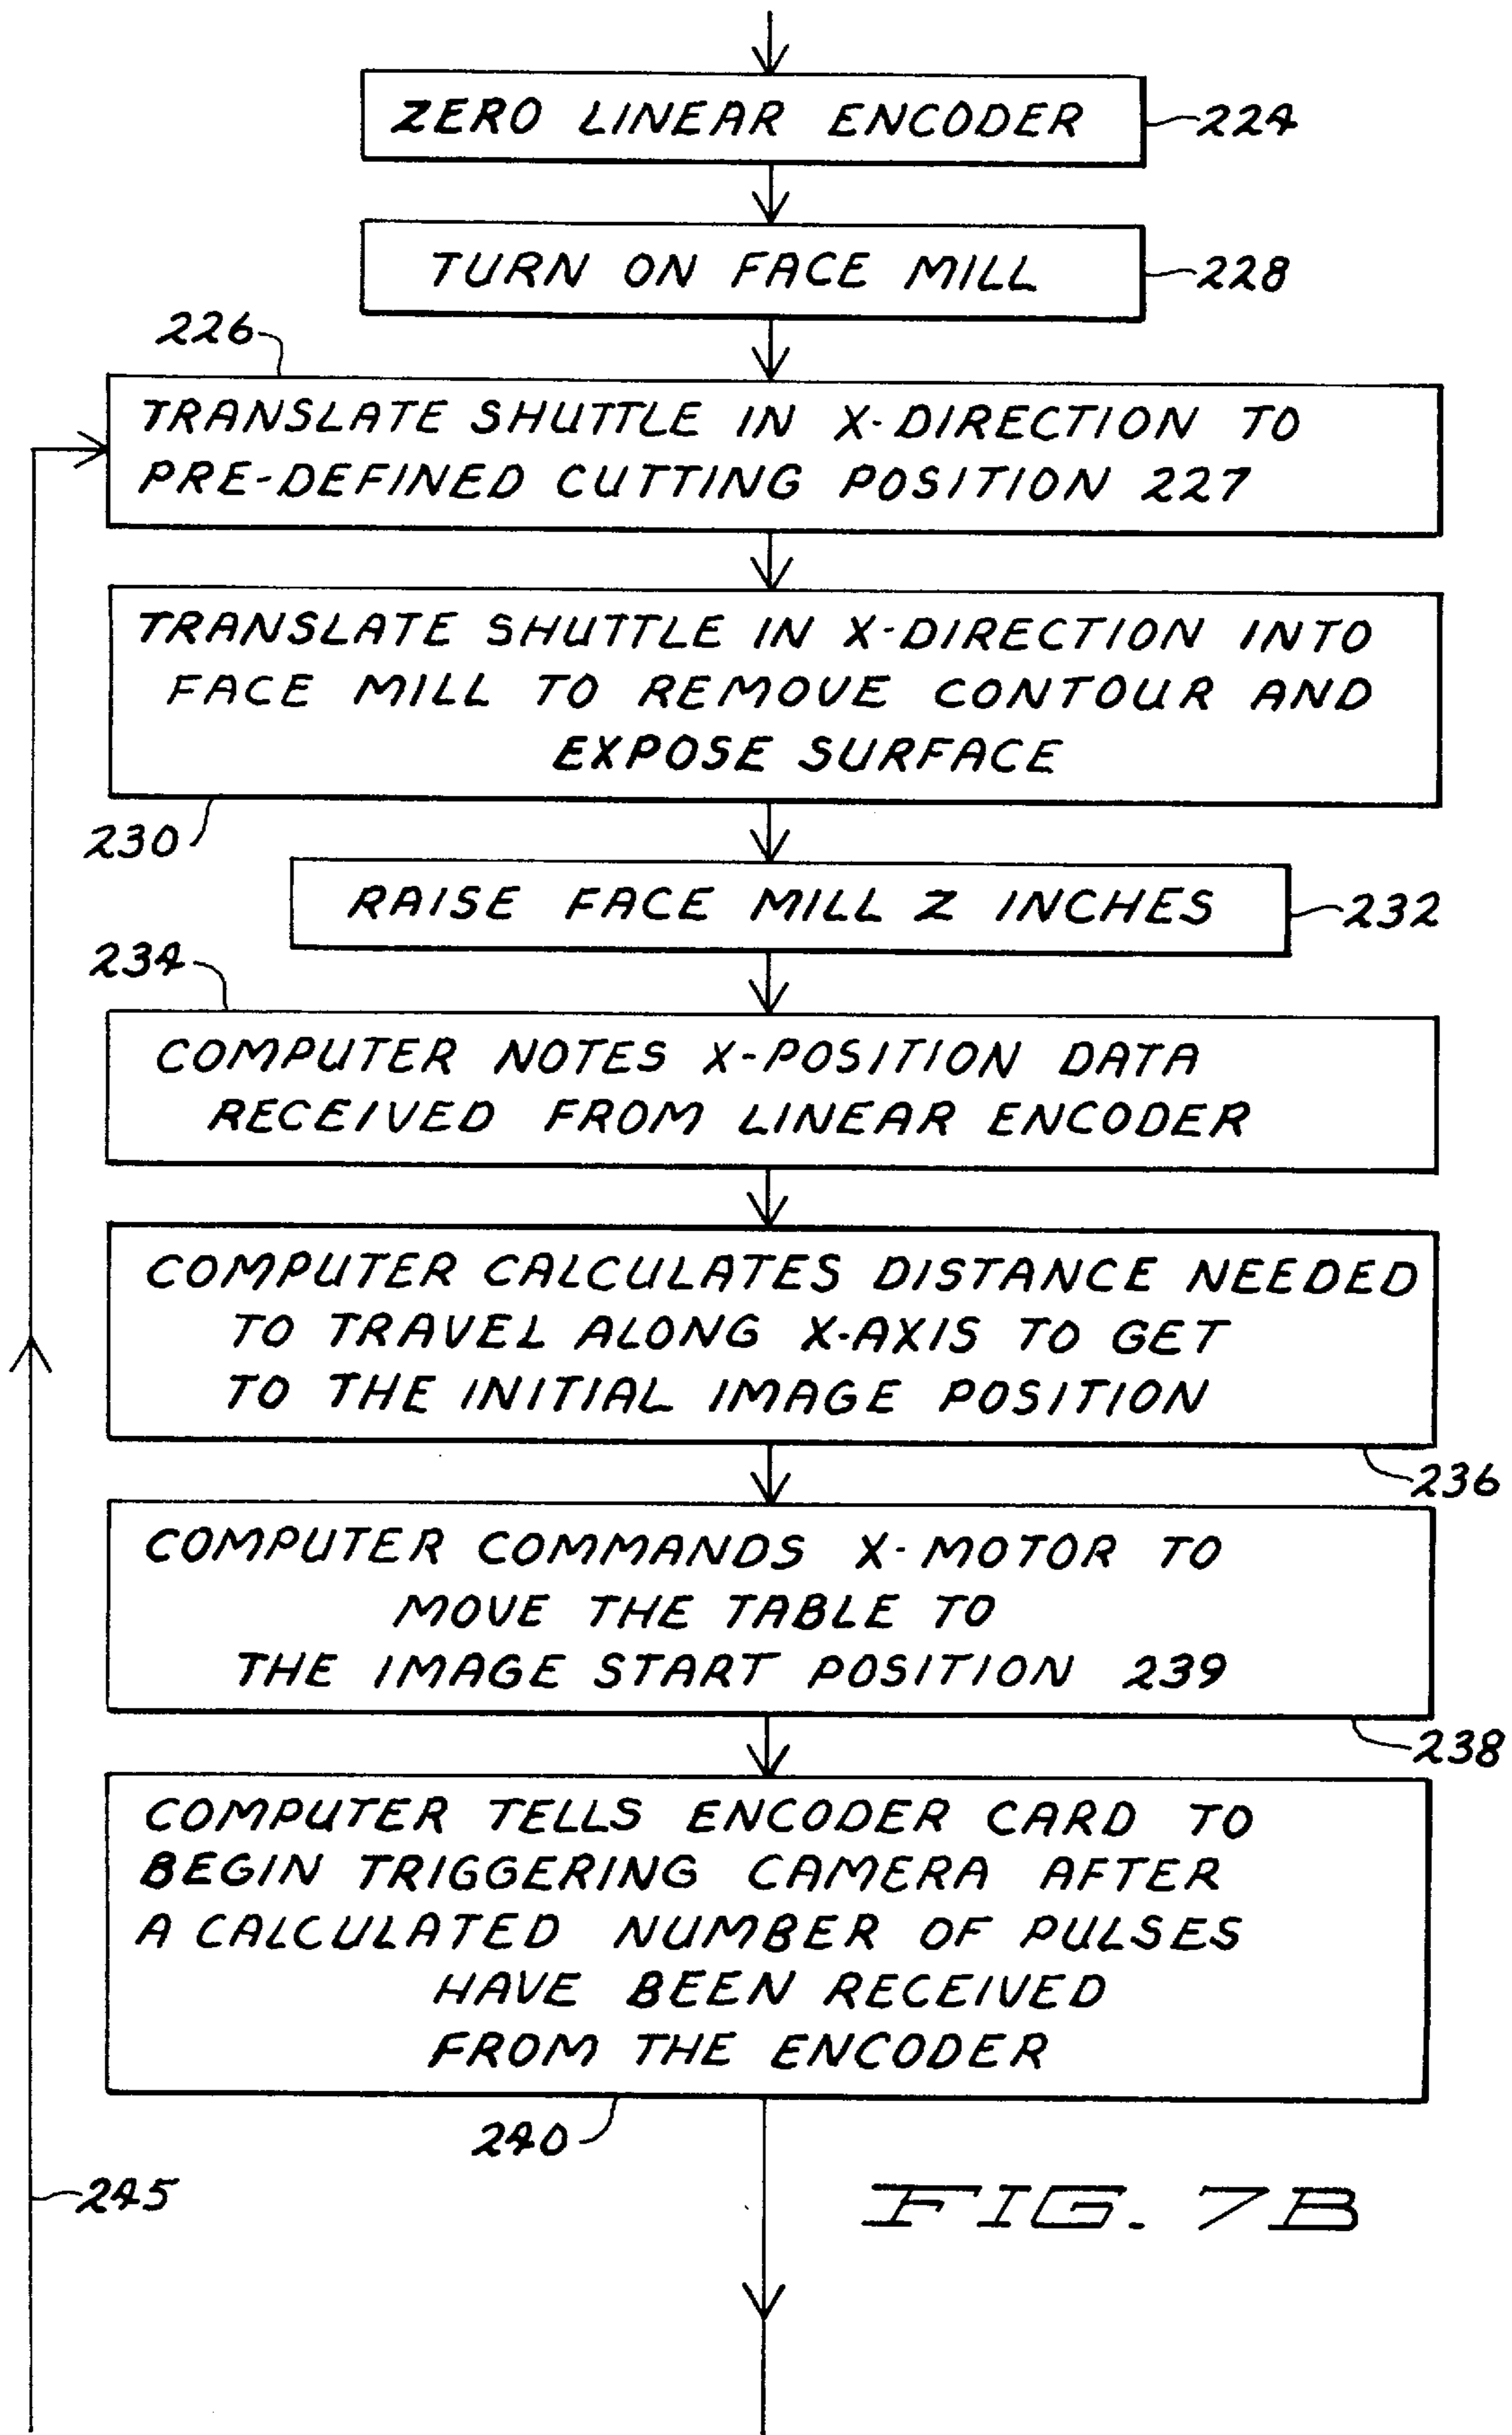 ZERO LINEAR ENCODER
224
TURN ON FACE MILL
228
226
TRANSLATE SHUTTLE IN X-DIRECTION TO
PRE-DEFINED CUTTING POSITION 227
TRANSLATE SHUTTLE IN X-DIRECTION INTO
FACE MILL TO REMOVE CONTOUR AND
EXPOSE SURFACE
230
RAISE FACE MILL Z INCHES
232
234
COMPUTER NOTES X-POSITION DATA
RECEIVED FROM LINEAR ENCODER
COMPUTER CALCULATES DISTANCE NEEDED
TO TRAVEL ALONG X-AXIS TO GET
TO THE INITIAL IMAGE POSITION
236
COMPUTER COMMANDS X-MOTOR TO
MOVE THE TABLE TO
THE IMAGE START POSITION 239
238
COMPUTER TELLS ENCODER CARD TO
BEGIN TRIGGERING CAMERA AFTER
A CALCULATED NUMBER OF PULSES
HAVE BEEN RECEIVED
FROM THE ENCODER
240
245
FIG. 7B